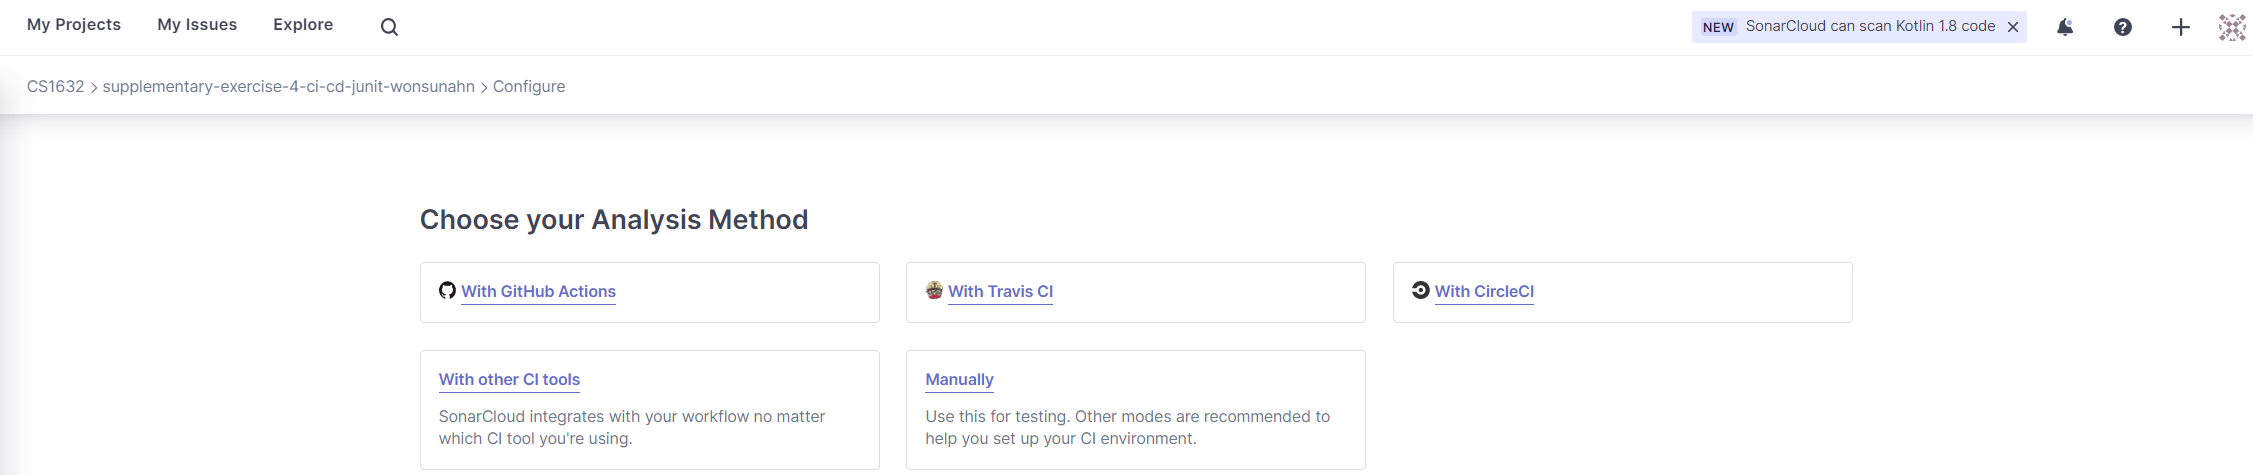 My Projects My Issues Explore NEW SonarCloud can scan Kotlin 1.8 code
CS1632 > supplementary-exercise-4-ci-cd-junit-wonsunahn > Configure
Choose your Analysis Method
With GitHub Actions
With Travis CI
With CircleCI
With other CI tools
SonarCloud integrates with your workflow no matter
which CI tool you're using.
Manually
Use this for testing. Other modes are recommended to
help you set up your CI environment.